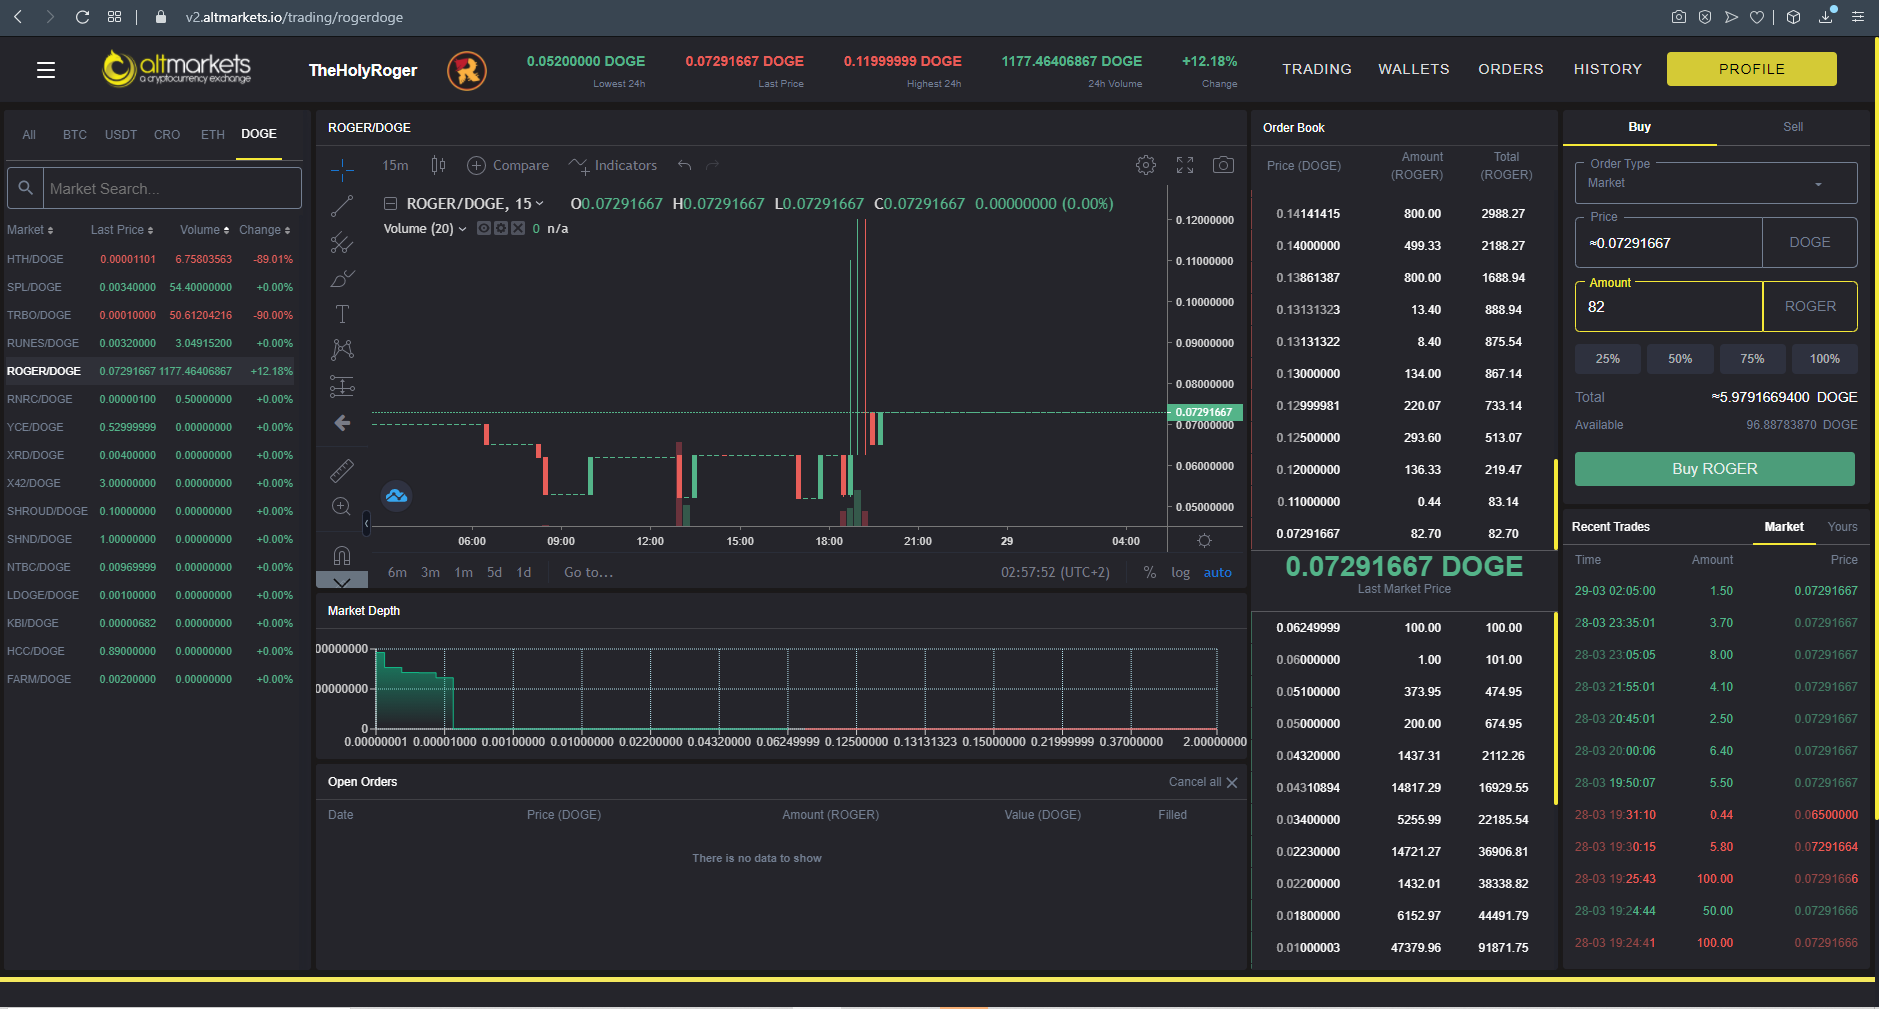 v2.altmarkets.io/trading/rogerdoge
altmarkets
a cryptocurrency exchange
TheHolyRoger
0.05200000 DOGE
Lowest 24h
0.07291667 DOGE
Last Price
0.11999999 DOGE
Highest 24h
1177.46406867 DOGE
24h Volume
+12.18%
Change
TRADING WALLETS ORDERS HISTORY PROFILE
All BTC USDT CRO ETH DOGE
Market Search...
Market Last Price Volume Change
HTH/DOGE 0.00001101 6.75803563 -89.01%
SPL/DOGE 0.00340000 54.40000000 +0.00%
TRBO/DOGE 0.00010000 50.61204216 -90.00%
RUNES/DOGE 0.00320000 3.04915200 +0.00%
ROGER/DOGE 0.07291667 1177.46406867 +12.18%
RNRC/DOGE 0.00000100 0.50000000 +0.00%
YCE/DOGE 0.52999999 0.00000000 +0.00%
XRD/DOGE 0.00400000 0.00000000 +0.00%
X42/DOGE 3.00000000 0.00000000 +0.00%
SHROUD/DOGE 0.10000000 0.00000000 +0.00%
SHND/DOGE 1.00000000 0.00000000 +0.00%
NTBC/DOGE 0.00969999 0.00000000 +0.00%
LDOGE/DOGE 0.00100000 0.00000000 +0.00%
KBI/DOGE 0.00000682 0.00000000 +0.00%
HCC/DOGE 0.89000000 0.00000000 +0.00%
FARM/DOGE 0.00200000 0.00000000 +0.00%
ROGER/DOGE
15m Compare Indicators
ROGER/DOGE, 15 O0.07291667 H0.07291667 L0.07291667 C0.07291667 0.00000000 (0.00%)
Volume (20) 0 n/a
0.12000000
0.11000000
0.10000000
0.09000000
0.08000000
0.07291667
0.07000000
0.06000000
0.05000000
06:00 09:00 12:00 15:00 18:00 21:00 29 04:00
6m 3m 1m 5d 1d Go to... 02:57:52 (UTC+2) % log auto
Market Depth
00000000
00000000
0
0.00000001 0.00001000 0.00100000 0.01000000 0.02200000 0.04320000 0.06249999 0.12500000 0.13131323 0.15000000 0.21999999 0.37000000 2.00000000
Open Orders Cancel all
Date Price (DOGE) Amount (ROGER) Value (DOGE) Filled
There is no data to show
Order Book
Price (DOGE) Amount (ROGER) Total (ROGER)
0.14141415 800.00 2988.27
0.14000000 499.33 2188.27
0.13861387 800.00 1688.94
0.13131323 13.40 888.94
0.13131322 8.40 875.54
0.13000000 134.00 867.14
0.12999981 220.07 733.14
0.12500000 293.60 513.07
0.12000000 136.33 219.47
0.11000000 0.44 83.14
0.07291667 82.70 82.70
0.07291667 DOGE
Last Market Price
0.06249999 100.00 100.00
0.06000000 1.00 101.00
0.05100000 373.95 474.95
0.05000000 200.00 674.95
0.04320000 1437.31 2112.26
0.04310894 14817.29 16929.55
0.03400000 5255.99 22185.54
0.02230000 14721.27 36906.81
0.02200000 1432.01 38338.82
0.01800000 6152.97 44491.79
0.01000003 47379.96 91871.75
Buy Sell
Order Type
Market
Price
≈0.07291667 DOGE
Amount
82 ROGER
25% 50% 75% 100%
Total ≈5.9791669400 DOGE
Available 96.88783870 DOGE
Buy ROGER
Recent Trades Market Yours
Time Amount Price
29-03 02:05:00 1.50 0.07291667
28-03 23:35:01 3.70 0.07291667
28-03 23:05:05 8.00 0.07291667
28-03 21:55:01 4.10 0.07291667
28-03 20:45:01 2.50 0.07291667
28-03 20:00:06 6.40 0.07291667
28-03 19:50:07 5.50 0.07291667
28-03 19:31:10 0.44 0.06500000
28-03 19:30:15 5.80 0.07291664
28-03 19:25:43 100.00 0.07291666
28-03 19:24:44 50.00 0.07291666
28-03 19:24:41 100.00 0.07291666